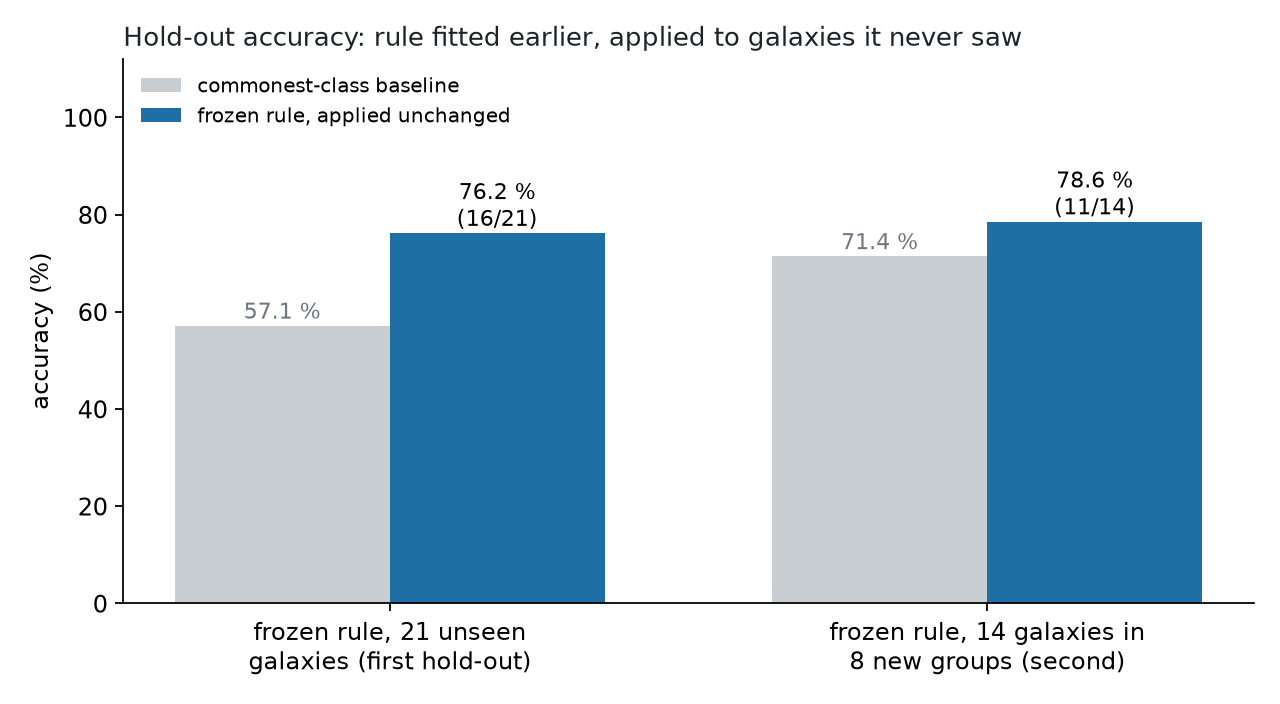 Hold-out accuracy: rule fitted earlier, applied to galaxies it never saw
commonest-class baseline
frozen rule, applied unchanged
accuracy (%)
100
80
60
40
20
0
57.1 %
76.2 %
(16/21)
71.4 %
78.6 %
(11/14)
frozen rule, 21 unseen
galaxies (first hold-out)
frozen rule, 14 galaxies in
8 new groups (second)